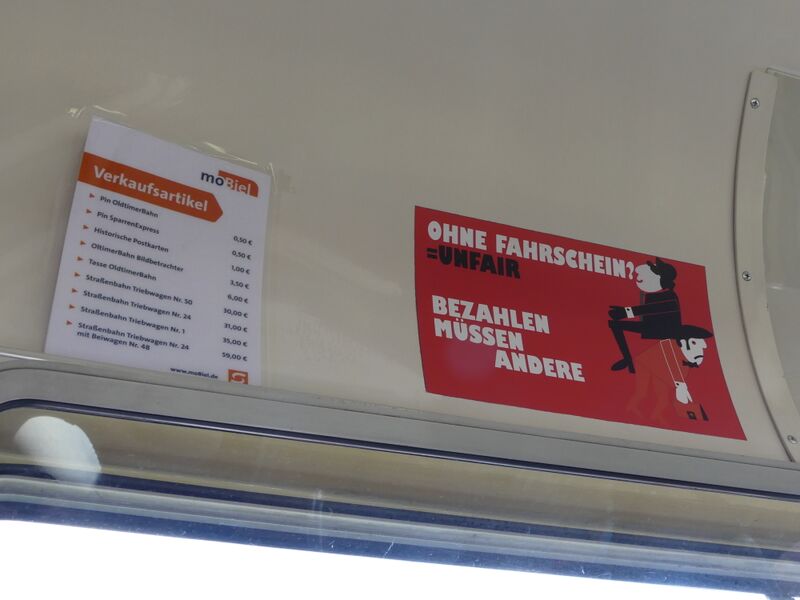 moBiel
Verkaufsartikel
Pin OldtimerBahn 0,50 €
Pin SparrenExpress 0,50 €
Historische Postkarten 1,00 €
OltimerBahn Bildbetrachter 3,50 €
Tasse OldtimerBahn 6,00 €
Straßenbahn Triebwagen Nr. 50 30,00 €
Straßenbahn Triebwagen Nr. 24 31,00 €
Straßenbahn Triebwagen Nr. 1 35,00 €
Straßenbahn Triebwagen Nr. 24
mit Beiwagen Nr. 48 59,00 €
www.moBiel.de
OHNE FAHRSCHEIN?
=UNFAIR
BEZAHLEN
MÜSSEN
ANDERE